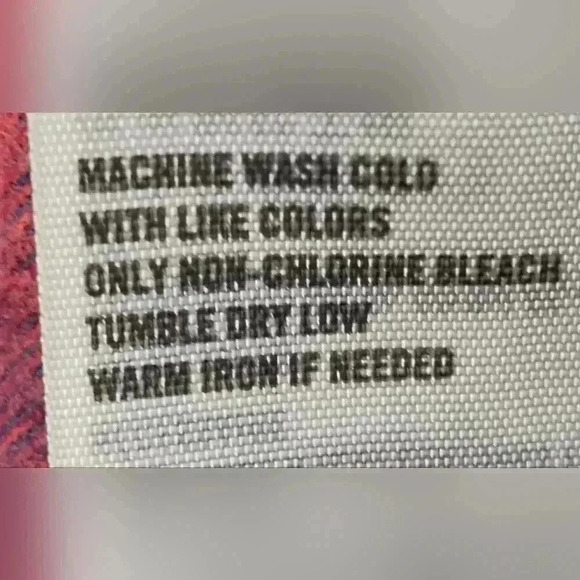 MACHINE WASH COLD
WITH LIKE COLORS
ONLY NON-CHLORINE BLEACH
TUMBLE DRY LOW
WARM IRON IF NEEDED